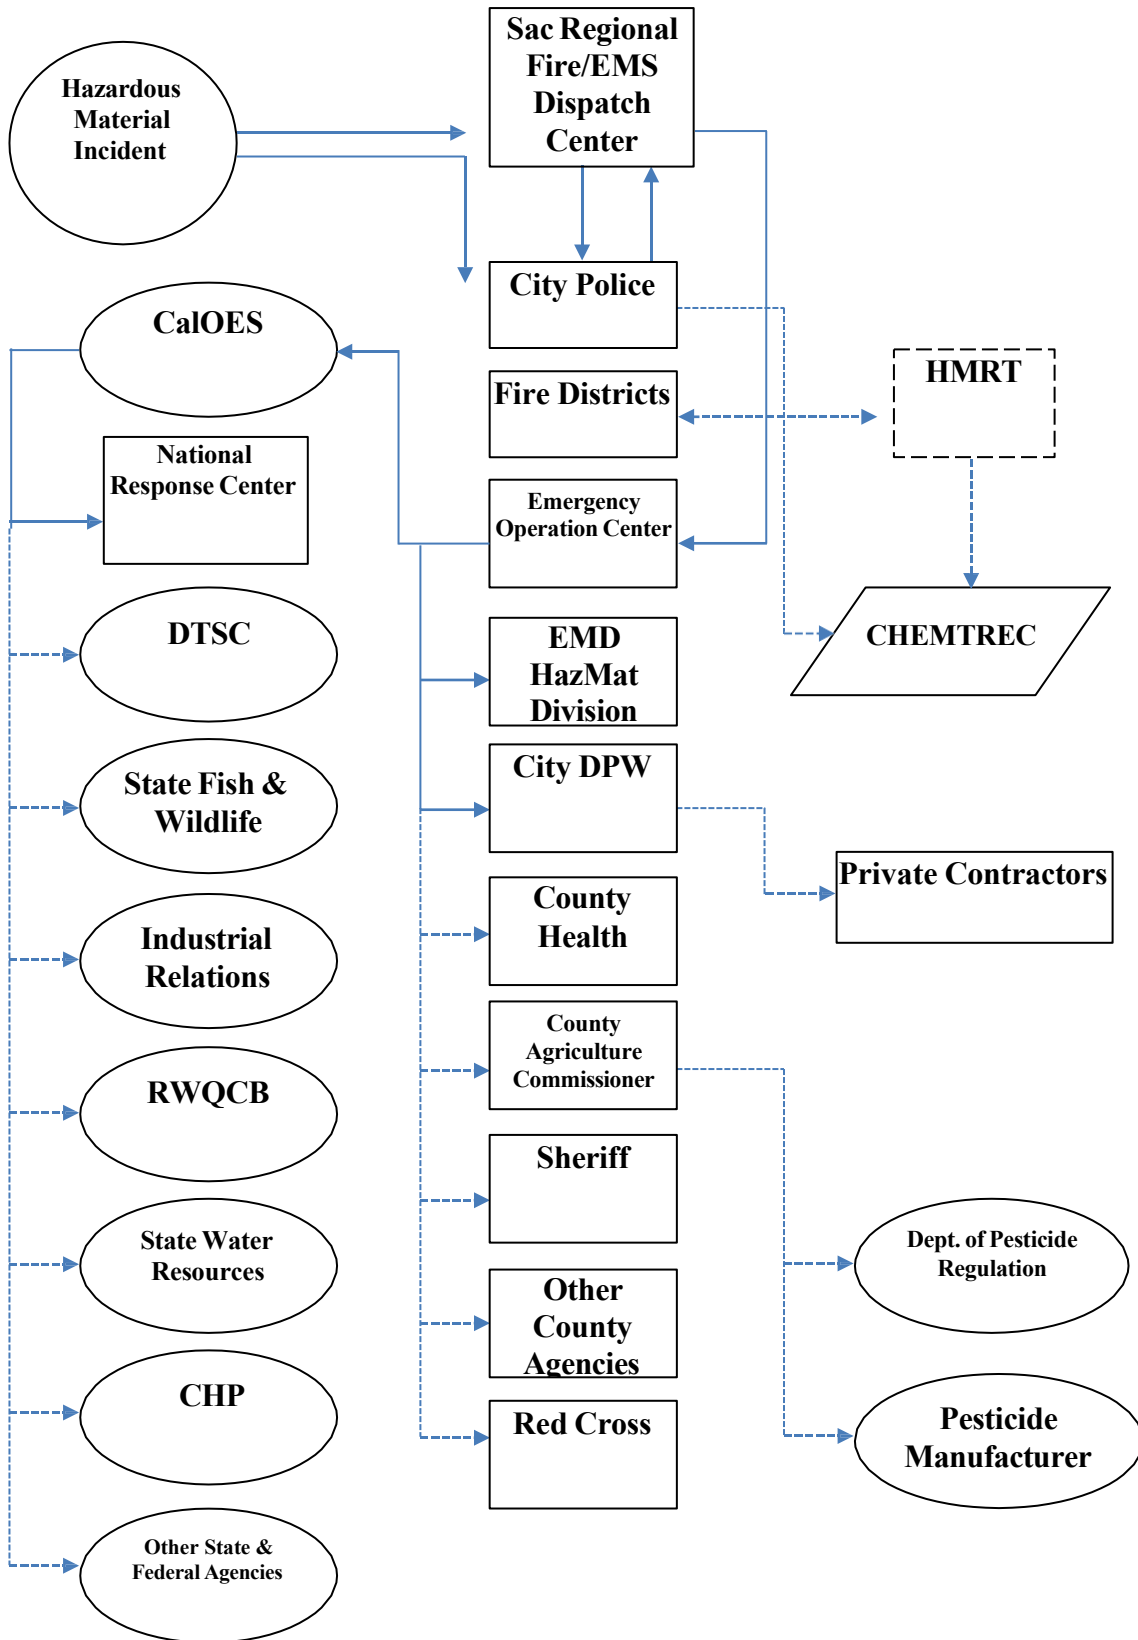 Hazardous
Material
Incident
Sac Regional
Fire/EMS
Dispatch
Center
City Police
CalOES
Fire Districts
HMRT
National
Response Center
Emergency
Operation Center
DTSC
EMD
HazMat
Division
CHEMTREC
State Fish &
Wildlife
City DPW
Private Contractors
Industrial
Relations
County
Health
County
Agriculture
Commissioner
RWQCB
Sheriff
State Water
Resources
Dept. of Pesticide
Regulation
Other
County
Agencies
CHP
Red Cross
Pesticide
Manufacturer
Other State &
Federal Agencies